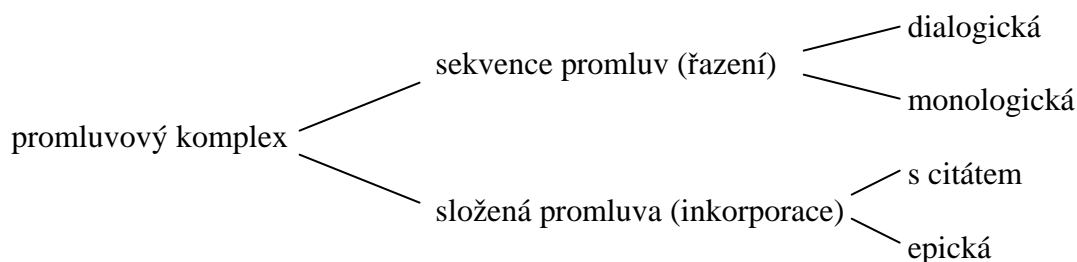 dialogická
sekvence promluv (řazení)
monologická
promluvový komplex
s citátem
složená promluva (inkorporace)
epická